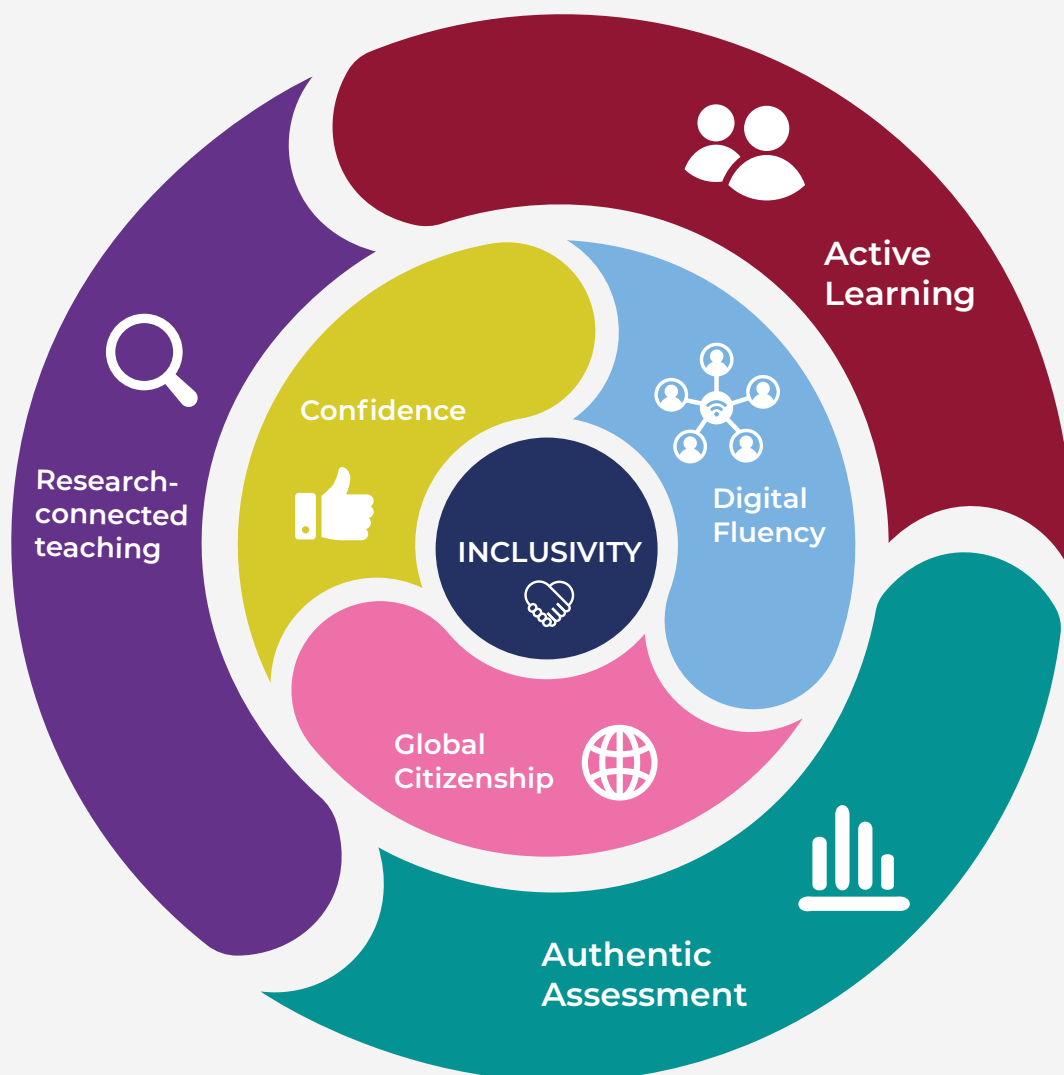 Active
Learning
Research-
connected
teaching
Confidence
Digital
Fluency
INCLUSIVITY
Global
Citizenship
Authentic
Assessment